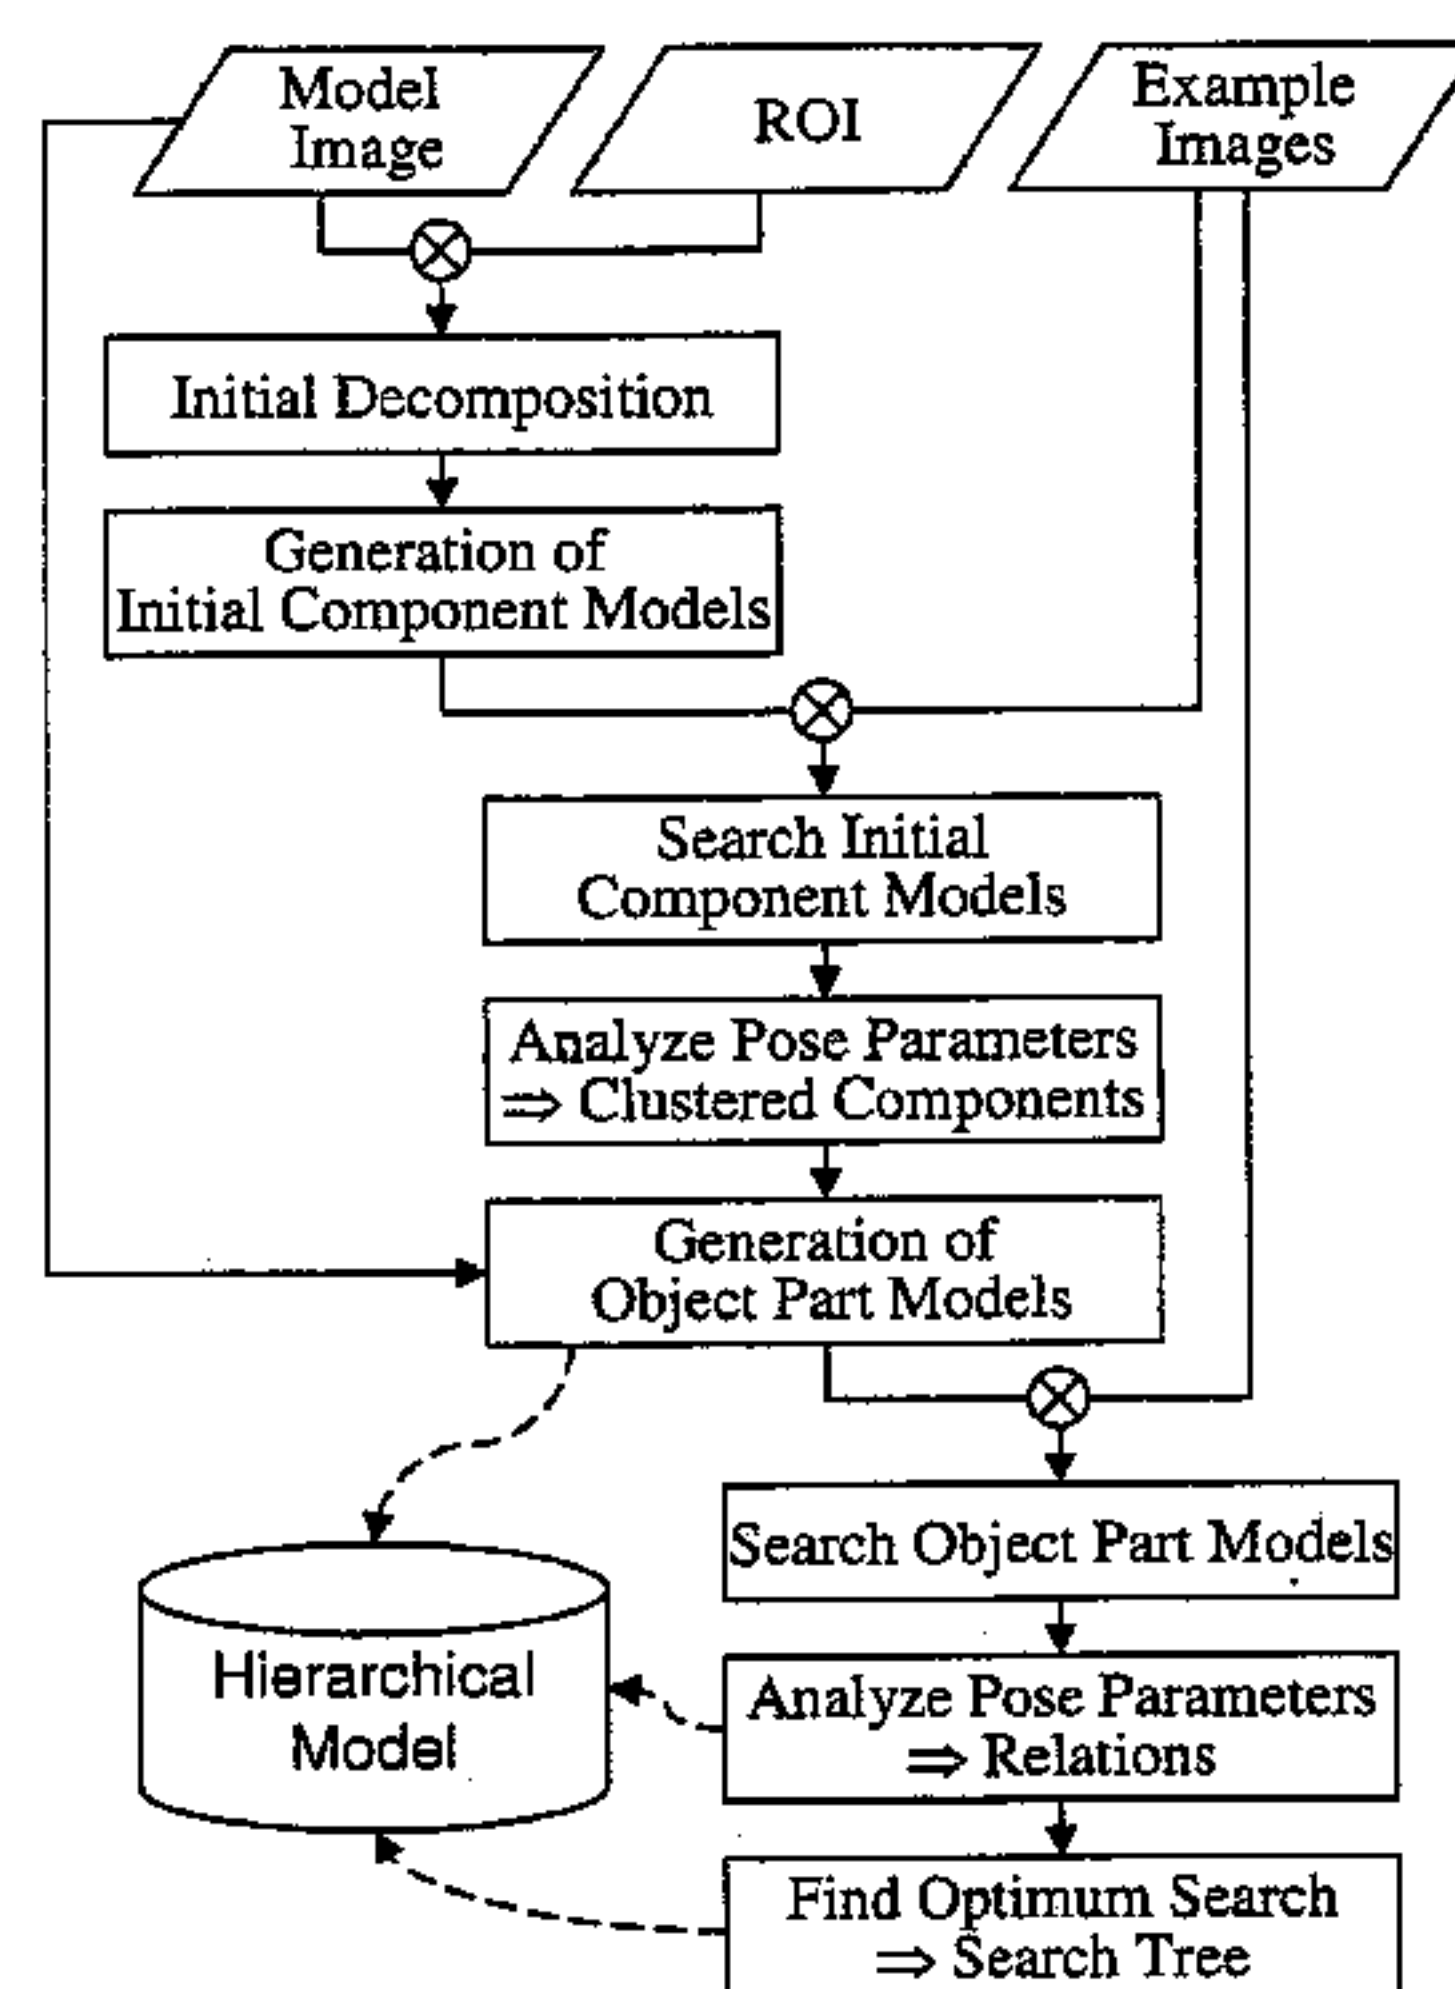 Model
Image
ROI
Example
Images
Initial Decomposition
Generation of
Initial Component Models
Search Initial
Component Models
Analyze Pose Parameters
⇒ Clustered Components
Generation of
Object Part Models
Search Object Part Models
Hierarchical
Model
Analyze Pose Parameters
⇒ Relations
Find Optimum Search
⇒ Search Tree